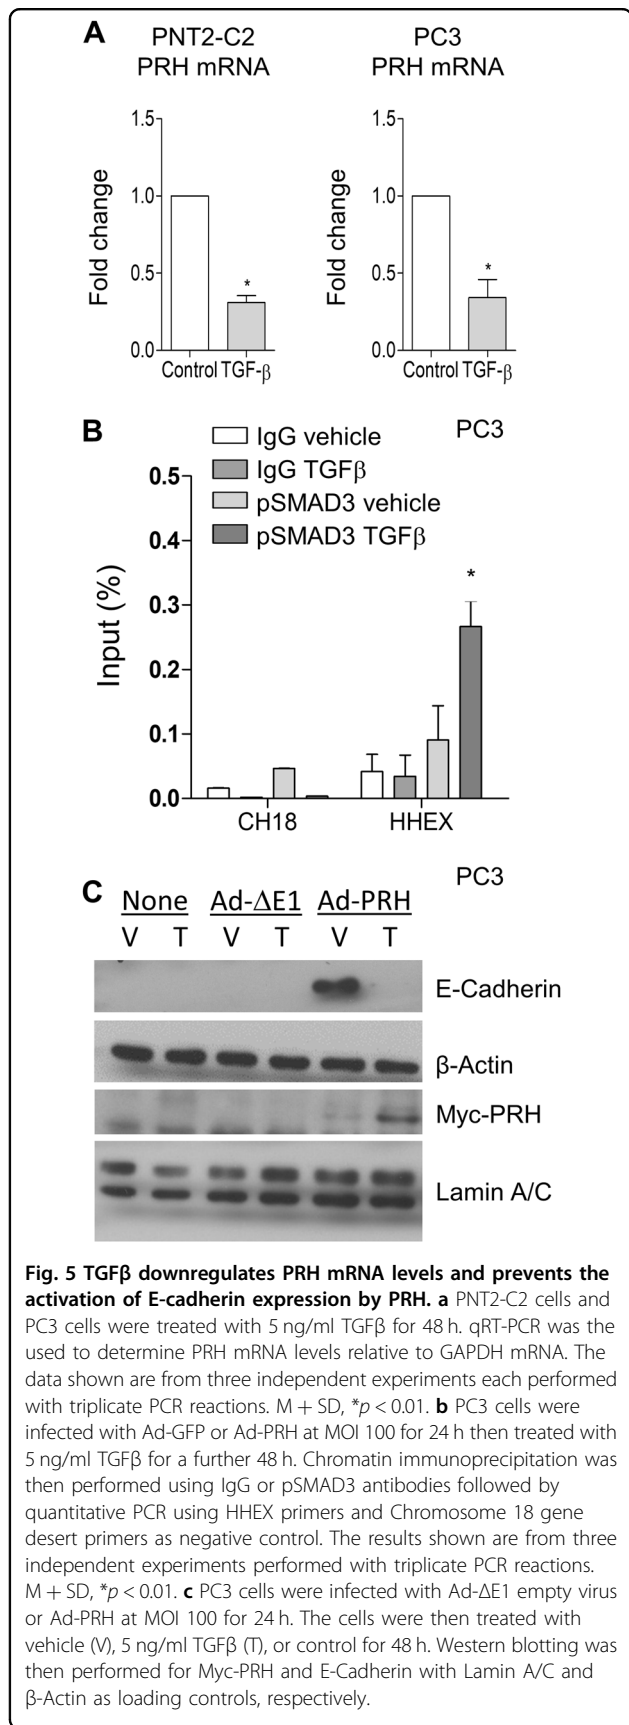 A
PNT2-C2
PRH mRNA
Fold change
1.5
1.0
0.5
0.0
*
Control TGF-β
PC3
PRH mRNA
Fold change
1.5
1.0
0.5
0.0
*
Control TGF-β
B
PC3
IgG vehicle
IgG TGFβ
pSMAD3 vehicle
pSMAD3 TGFβ
Input (%)
0.5
0.4
0.3
0.2
0.1
0.0
*
CH18 HHEX
C
PC3
None Ad-ΔE1 Ad-PRH
V T V T V T
E-Cadherin
β-Actin
Myc-PRH
Lamin A/C
Fig. 5 TGFβ downregulates PRH mRNA levels and prevents the
activation of E-cadherin expression by PRH. a PNT2-C2 cells and
PC3 cells were treated with 5 ng/ml TGFβ for 48 h. qRT-PCR was the
used to determine PRH mRNA levels relative to GAPDH mRNA. The
data shown are from three independent experiments each performed
with triplicate PCR reactions. M + SD, *p < 0.01. b PC3 cells were
infected with Ad-GFP or Ad-PRH at MOI 100 for 24 h then treated with
5 ng/ml TGFβ for a further 48 h. Chromatin immunoprecipitation was
then performed using IgG or pSMAD3 antibodies followed by
quantitative PCR using HHEX primers and Chromosome 18 gene
desert primers as negative control. The results shown are from three
independent experiments performed with triplicate PCR reactions.
M + SD, *p < 0.01. c PC3 cells were infected with Ad-ΔE1 empty virus
or Ad-PRH at MOI 100 for 24 h. The cells were then treated with
vehicle (V), 5 ng/ml TGFβ (T), or control for 48 h. Western blotting was
then performed for Myc-PRH and E-Cadherin with Lamin A/C and
β-Actin as loading controls, respectively.